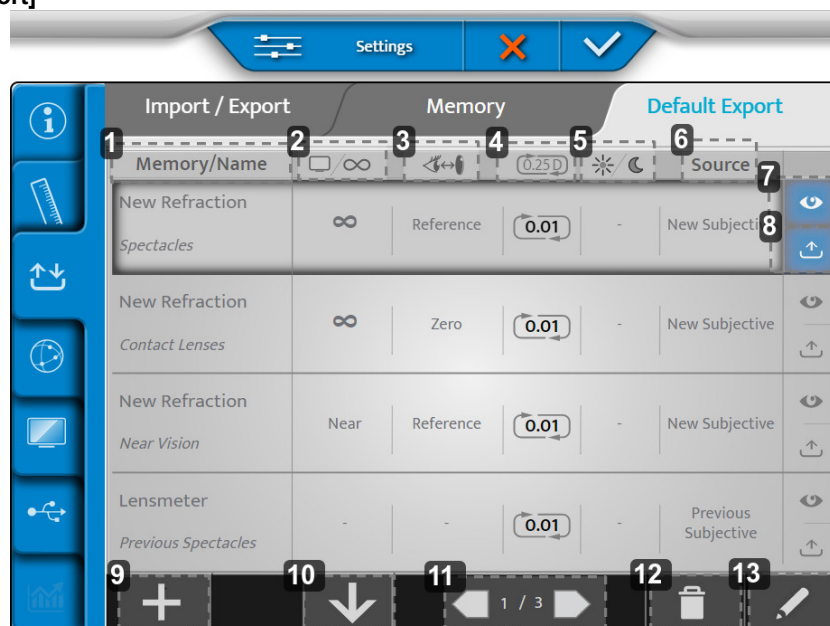 ort]
Settings
Import / Export
Memory
Default Export
1
2
3
4
5
6
Memory/Name
0.25 D
Source
7
8
New Refraction
Spectacles
∞
Reference
0.01
-
New Subjecti
New Refraction
Contact Lenses
∞
Zero
0.01
-
New Subjective
New Refraction
Near Vision
Near
Reference
0.01
-
New Subjective
Lensmeter
Previous Spectacles
-
-
0.01
-
Previous
Subjective
9
10
11
12
13
1 / 3